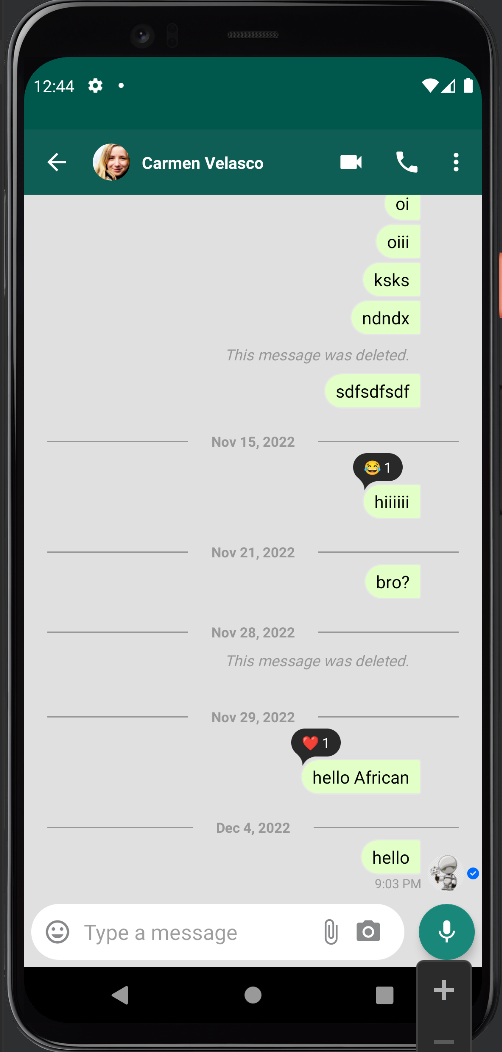 12:44
Carmen Velasco
oi
oiii
ksks
ndndx
This message was deleted.
sdfsdfsdf
Nov 15, 2022
😂 1
hiiiiii
Nov 21, 2022
bro?
Nov 28, 2022
This message was deleted.
Nov 29, 2022
❤️ 1
hello African
Dec 4, 2022
hello
9:03 PM
Type a message